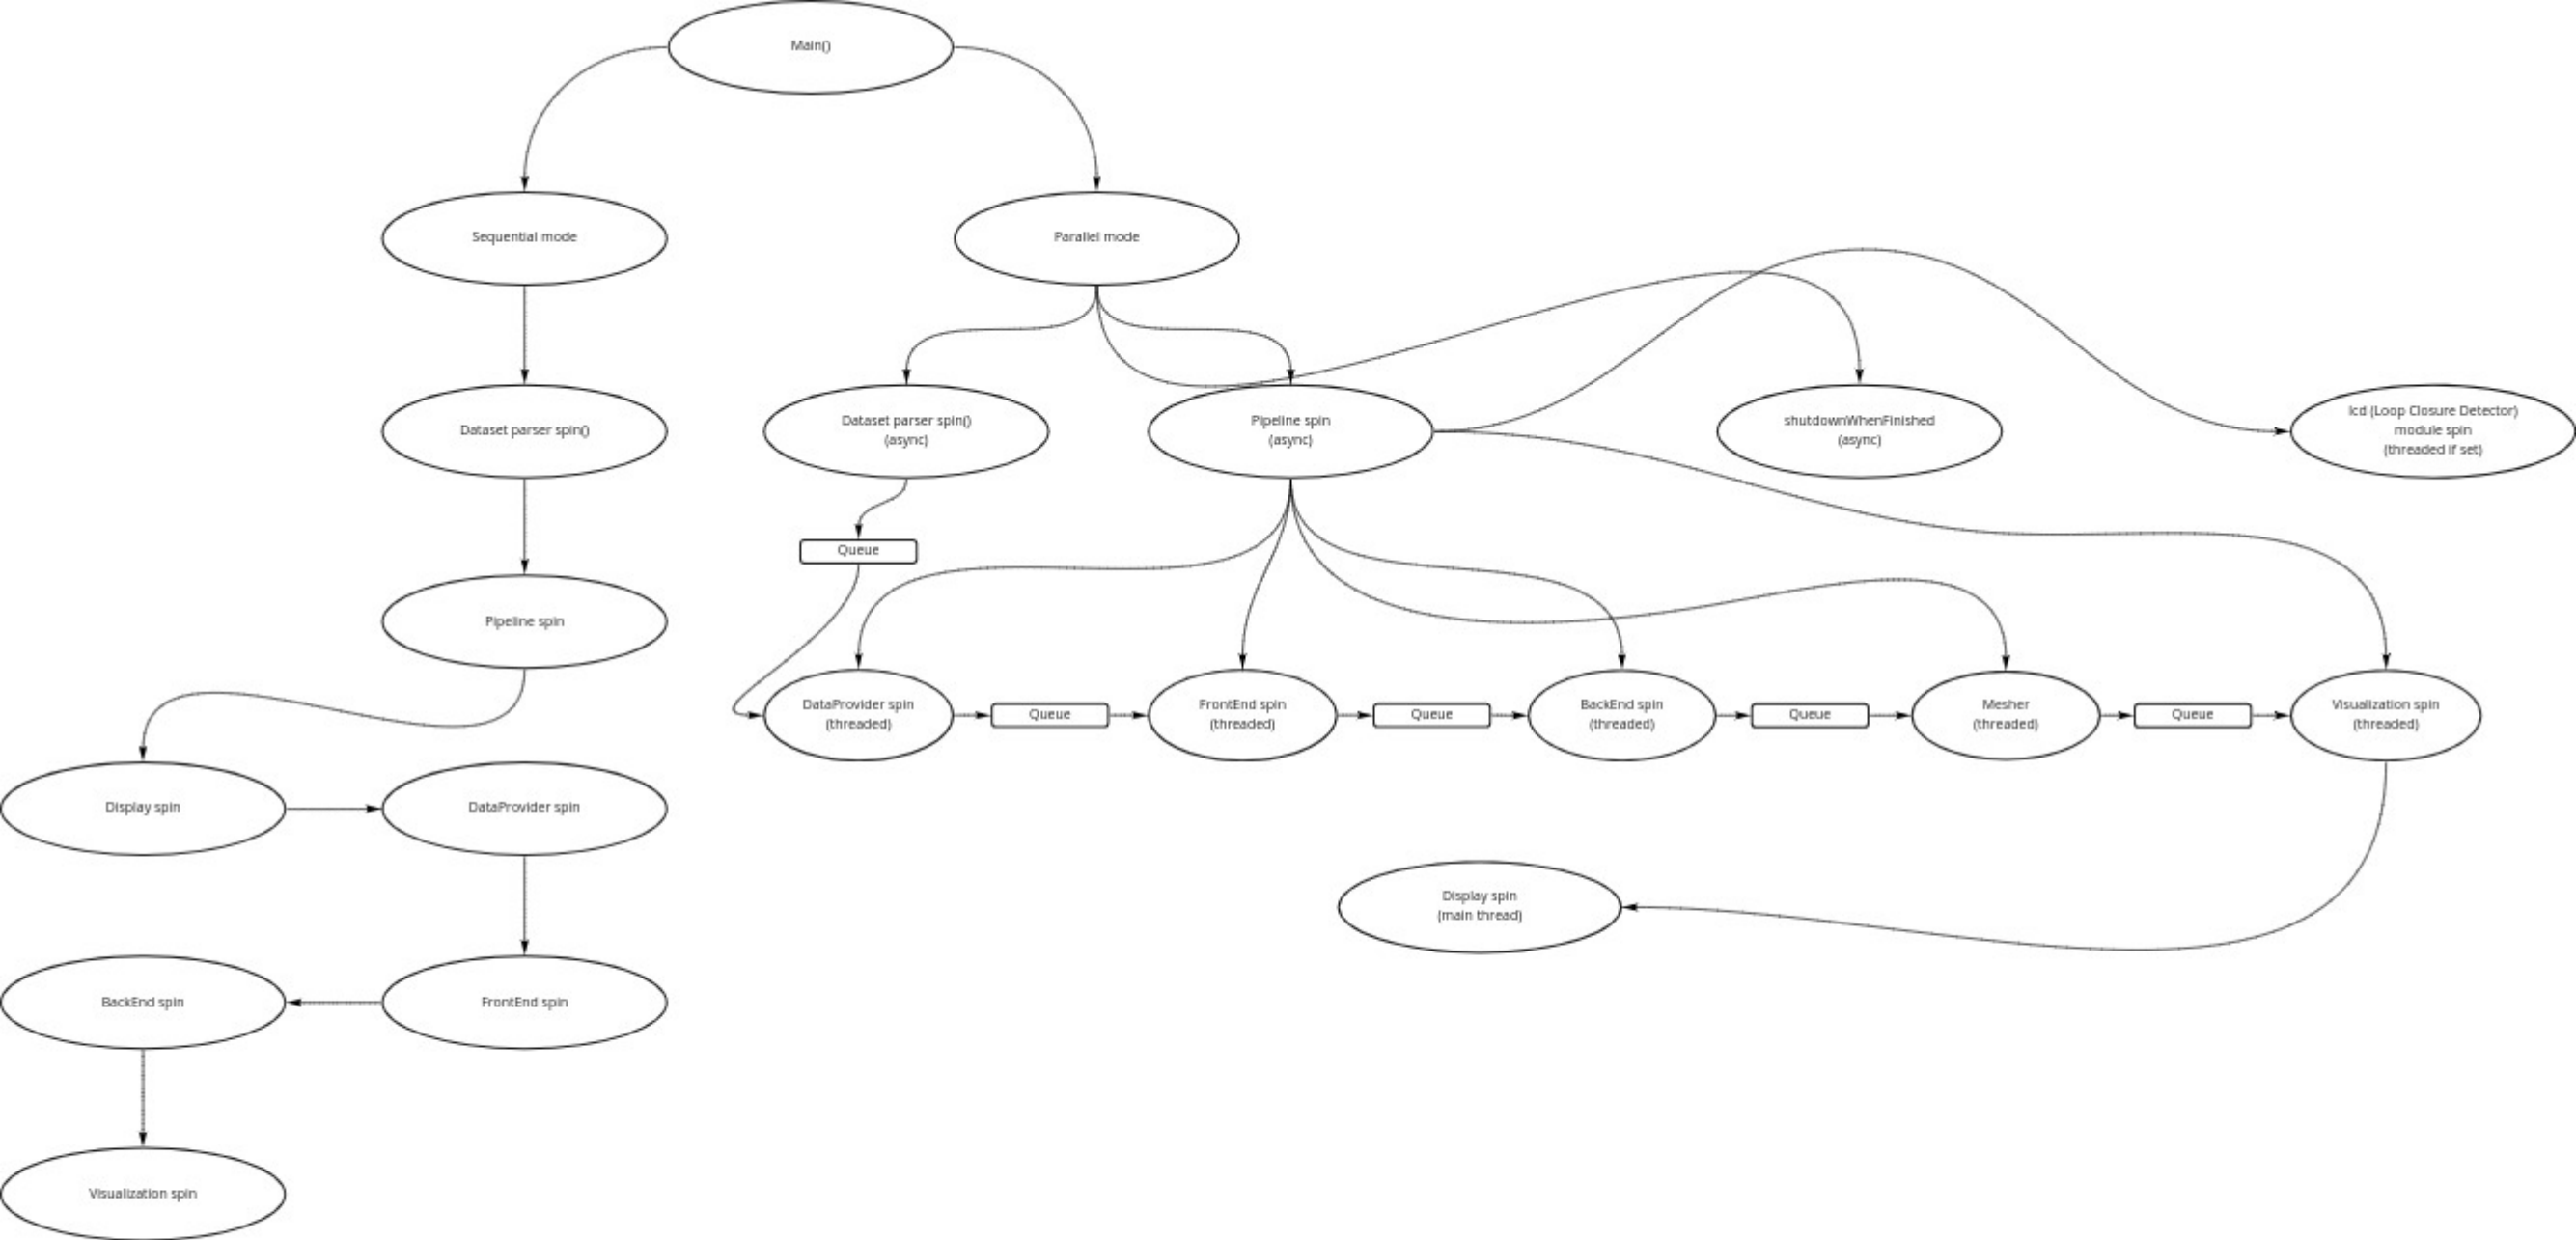 Main()
Sequential mode
Parallel mode
Dataset parser spin()
Dataset parser spin()
(async)
Pipeline spin
(async)
shutdownWhenFinished
(async)
lcd (Loop Closure Detector)
module spin
(threaded if set)
Queue
Pipeline spin
DataProvider spin
(threaded)
Queue
FrontEnd spin
(threaded)
Queue
BackEnd spin
(threaded)
Queue
Mesher
(threaded)
Queue
Visualization spin
(threaded)
Display spin
DataProvider spin
Display spin
(main thread)
BackEnd spin
FrontEnd spin
Visualization spin